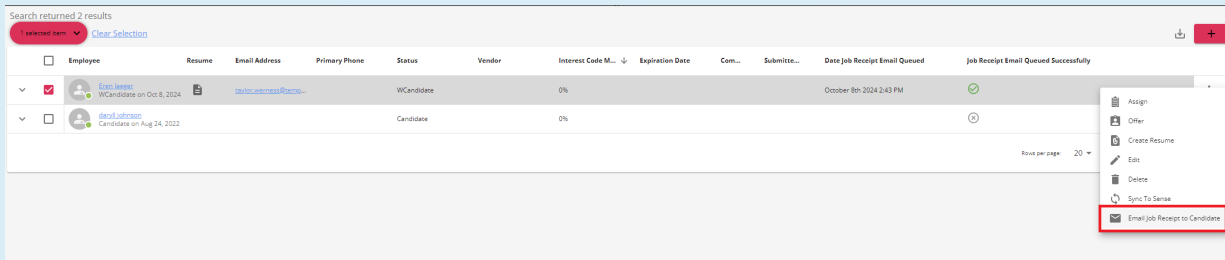 Search returned 2 results
1 selected item Clear Selection
+
Employee Resume Email Address Primary Phone Status Vendor Interest Code M... Expiration Date Com... Submitte... Date Job Receipt Email Queued Job Receipt Email Queued Successfully
Eren Jaeger taylor.werness@temp... WCandidate 0% October 8th 2024 2:43 PM
WCandidate on Oct 8, 2024
daryll johnson Candidate 0%
Candidate on Aug 24, 2022
Rows per page: 20
Assign
Offer
Create Resume
Edit
Delete
Sync To Sense
Email Job Receipt to Candidate